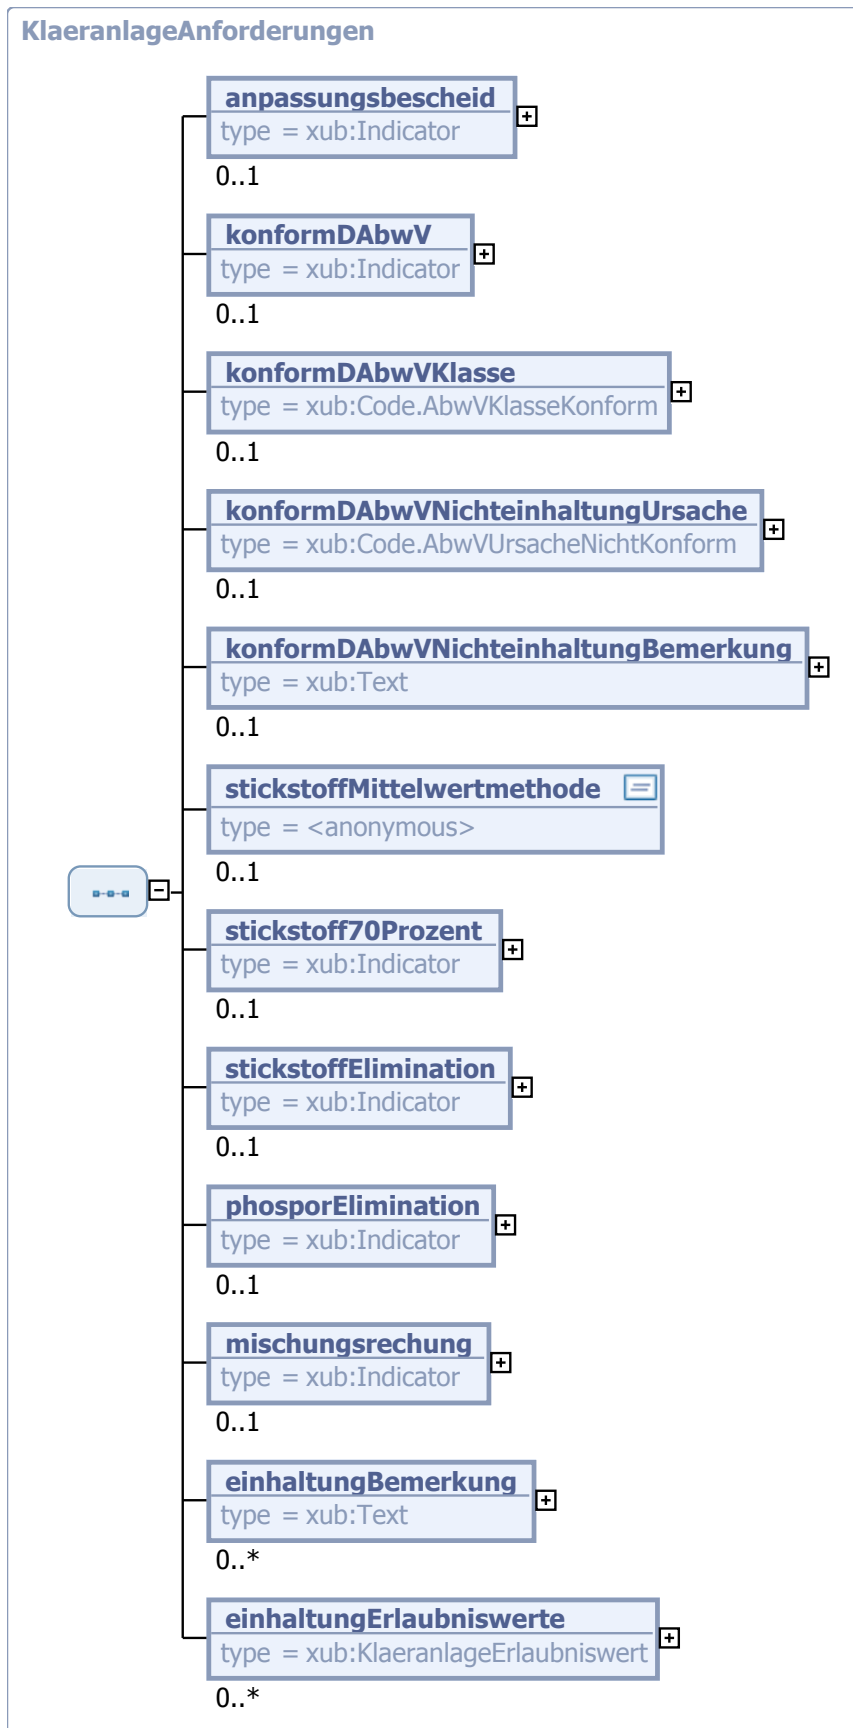 KlaeranlageAnforderungen
anpassungsbescheid
type = xub:Indicator
0..1
konformDAbwV
type = xub:Indicator
0..1
konformDAbwVKlasse
type = xub:Code.AbwVKlasseKonform
0..1
konformDAbwVNichteinhaltungUrsache
type = xub:Code.AbwVUrsacheNichtKonform
0..1
konformDAbwVNichteinhaltungBemerkung
type = xub:Text
0..1
stickstoffMittelwertmethode
type = <anonymous>
0..1
stickstoff70Prozent
type = xub:Indicator
0..1
stickstoffElimination
type = xub:Indicator
0..1
phosporElimination
type = xub:Indicator
0..1
mischungsrechung
type = xub:Indicator
0..1
einhaltungBemerkung
type = xub:Text
0..*
einhaltungErlaubniswerte
type = xub:KlaeranlageErlaubniswert
0..*